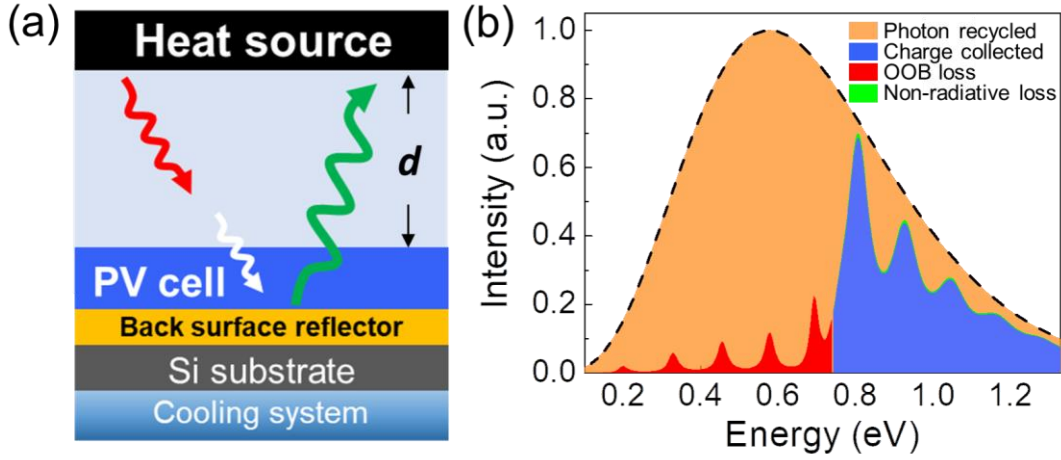 (a)
Heat source
d
PV cell
Back surface reflector
Si substrate
Cooling system
(b)
Photon recycled
Charge collected
OOB loss
Non-radiative loss
Intensity (a.u.)
1.0
0.8
0.6
0.4
0.2
0.0
0.2 0.4 0.6 0.8 1.0 1.2
Energy (eV)